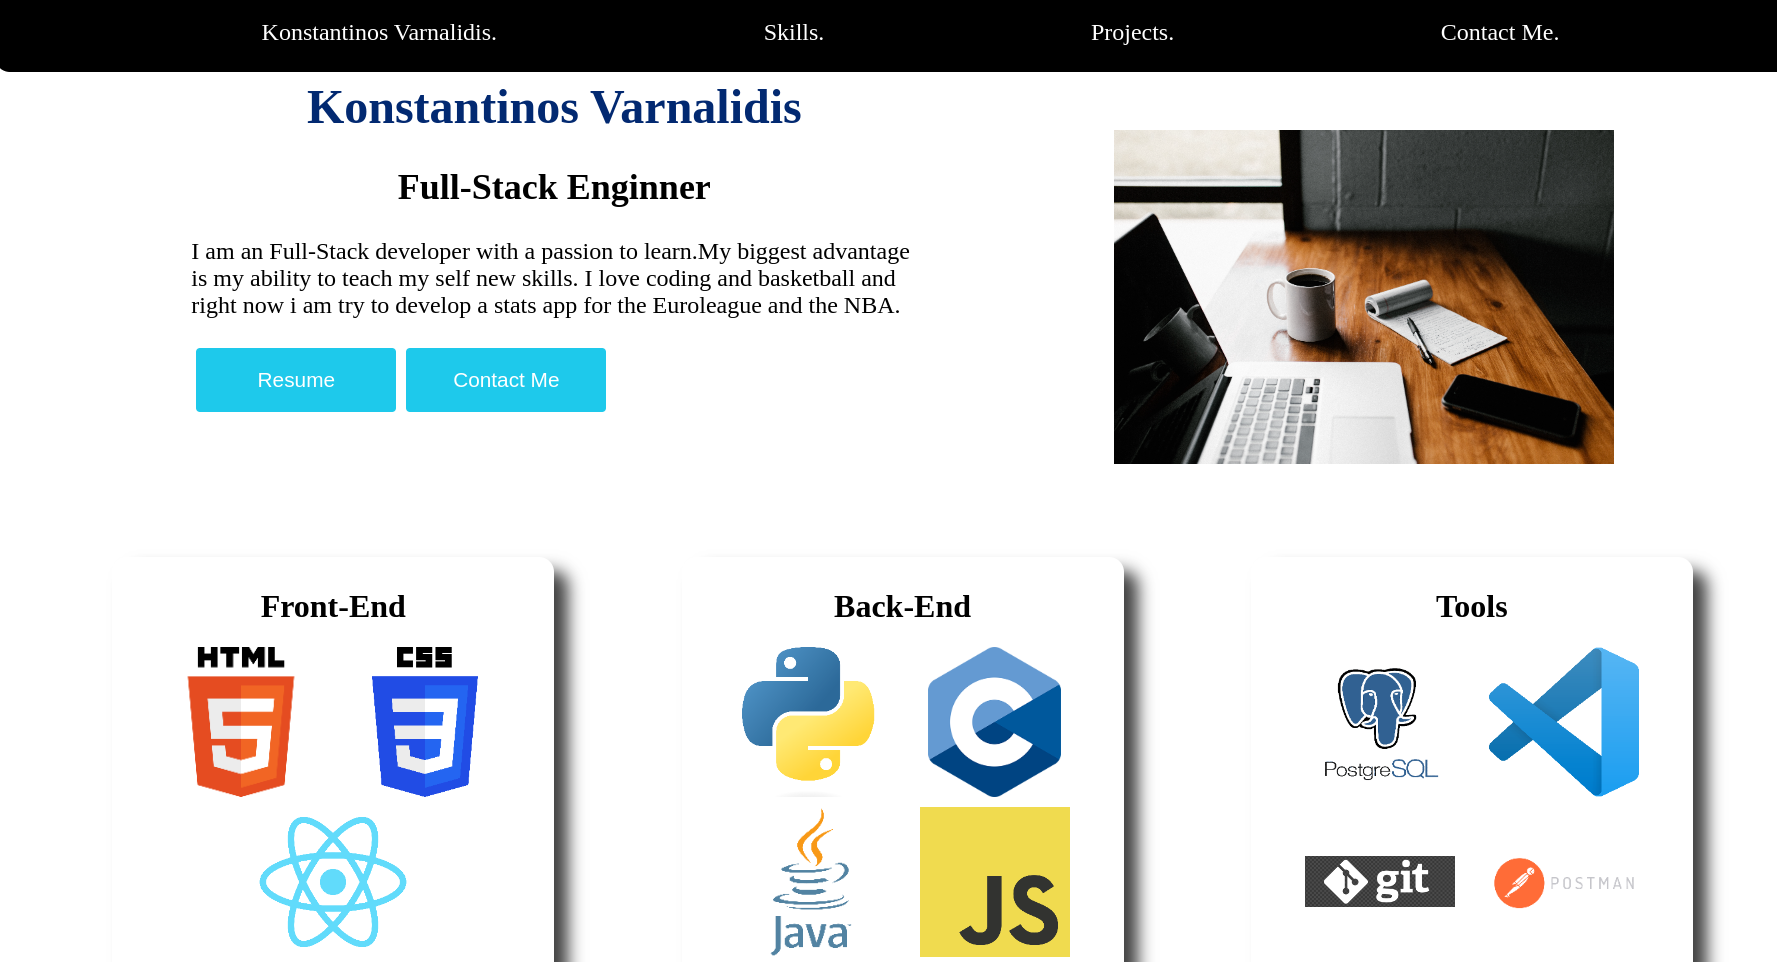 Konstantinos Varnalidis. Skills. Projects. Contact Me.
Konstantinos Varnalidis
Full-Stack Enginner
I am an Full-Stack developer with a passion to learn.My biggest advantage
is my ability to teach my self new skills. I love coding and basketball and
right now i am try to develop a stats app for the Euroleague and the NBA.
Resume Contact Me
Front-End Back-End Tools
HTML CSS
5 3 C
PostgreSQL
Java JS git POSTMAN